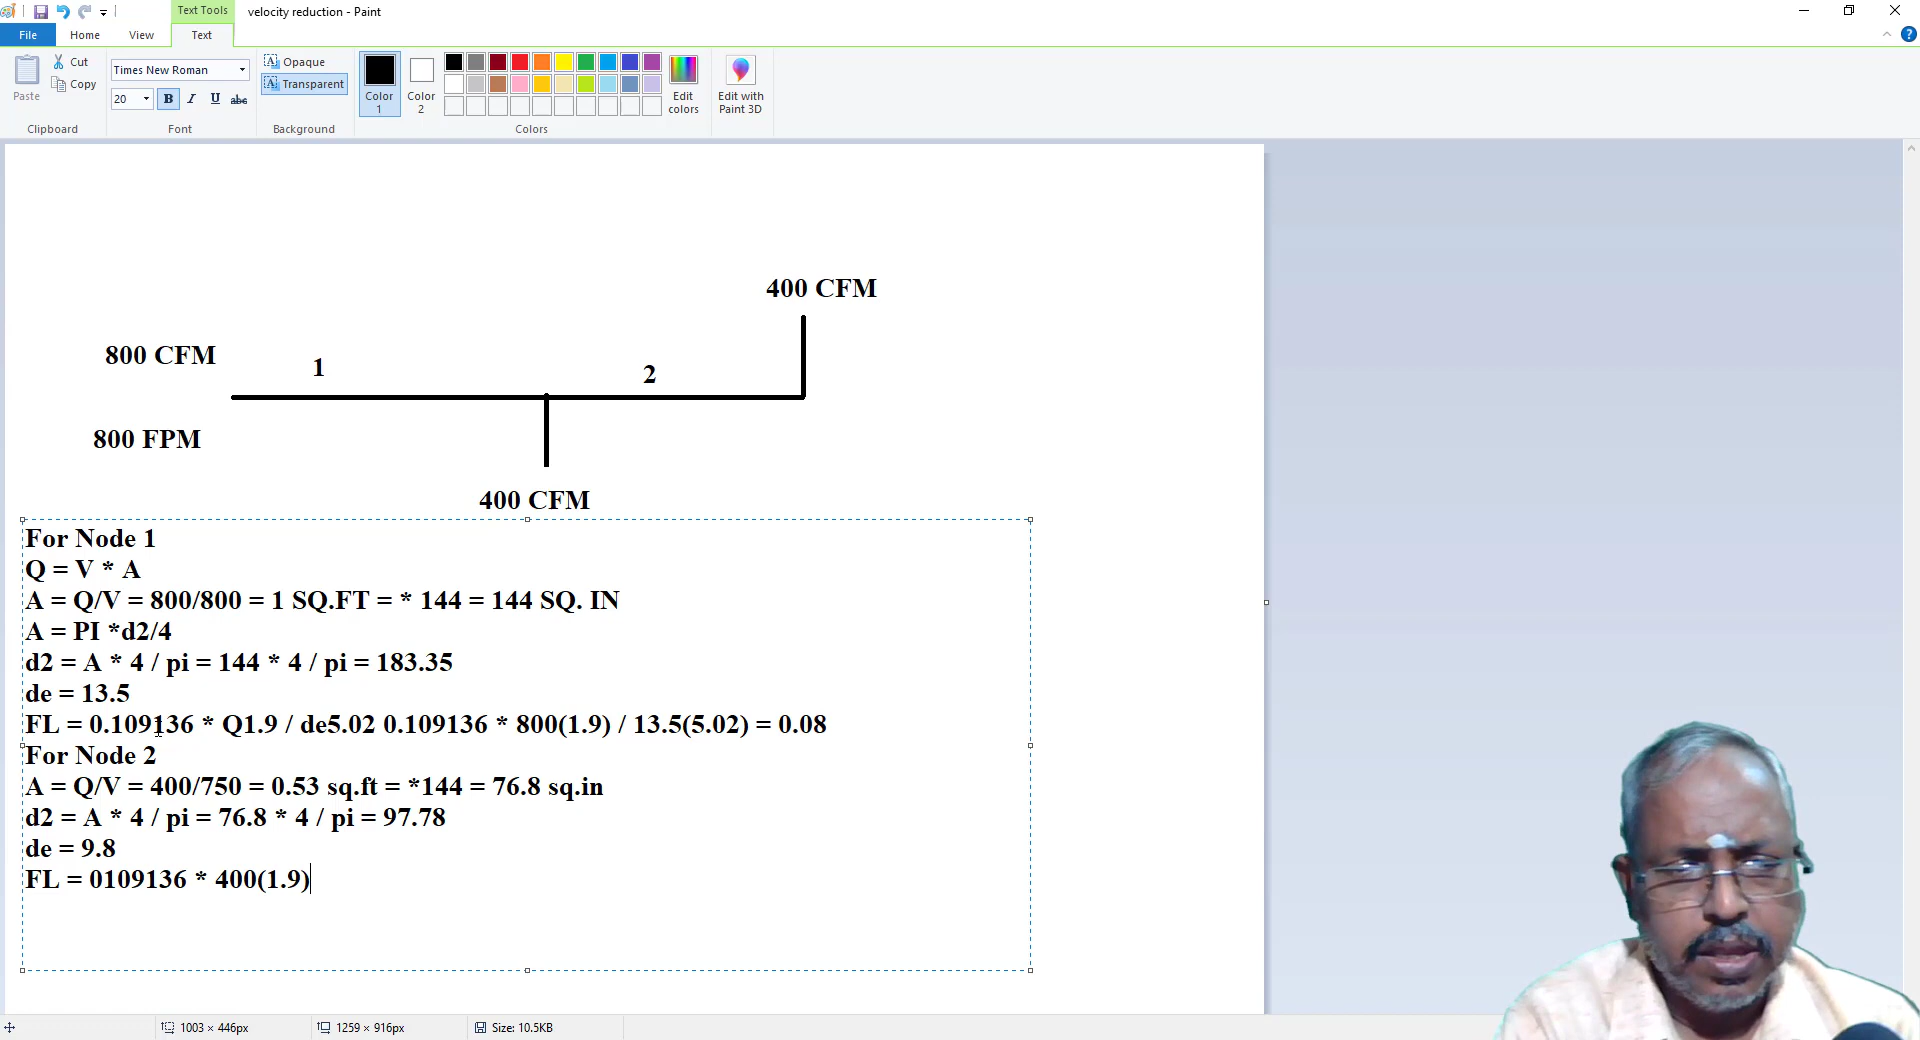 Text Tools
velocity reduction - Paint
File
Home
View
Text
Paste
Cut
Copy
Clipboard
Times New Roman
20
B
I
U
abc
Font
A
Opaque
A
Transparent
Background
Color
1
Color
2
Edit
colors
Edit with
Paint 3D
Colors
400 CFM
800 CFM
1
2
800 FPM
400 CFM
For Node 1
Q = V * A
A = Q/V = 800/800 = 1 SQ.FT = * 144 = 144 SQ. IN
A = PI *d2/4
d2 = A * 4 / pi = 144 * 4 / pi = 183.35
de = 13.5
FL = 0.109136 * Q1.9 / de5.02 0.109136 * 800(1.9) / 13.5(5.02) = 0.08
For Node 2
A = Q/V = 400/750 = 0.53 sq.ft = *144 = 76.8 sq.in
d2 = A * 4 / pi = 76.8 * 4 / pi = 97.78
de = 9.8
FL = 0109136 * 400(1.9)
1003 × 446px
1259 × 916px
Size: 10.5KB